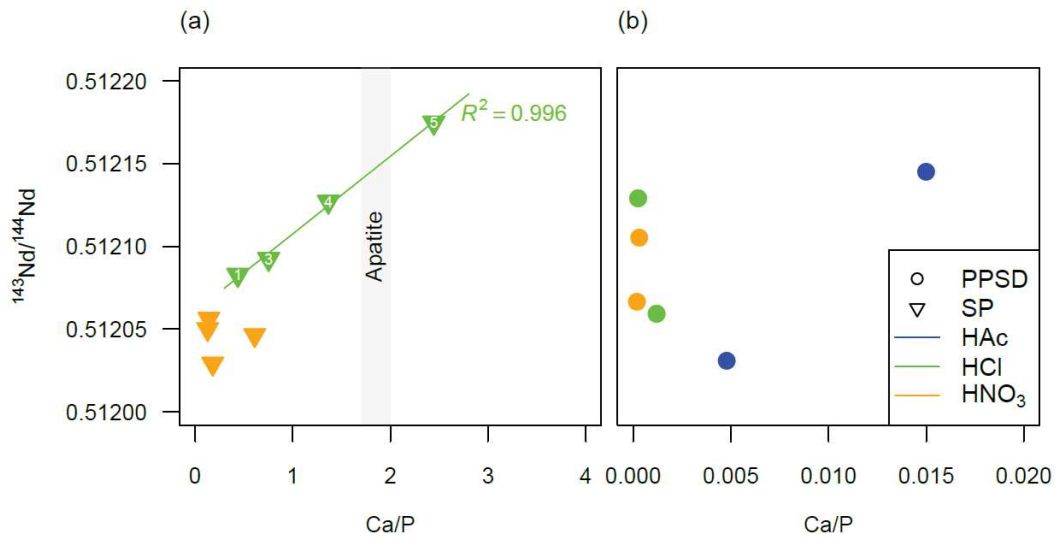 (a)
(b)
0.51220
0.51215
0.51210
0.51205
0.51200
¹⁴³Nd/¹⁴⁴Nd
R² = 0.996
5
4
3
1
Apatite
PPSD
SP
HAc
HCl
HNO₃
0 1 2 3 4
0.000 0.005 0.010 0.015 0.020
Ca/P
Ca/P